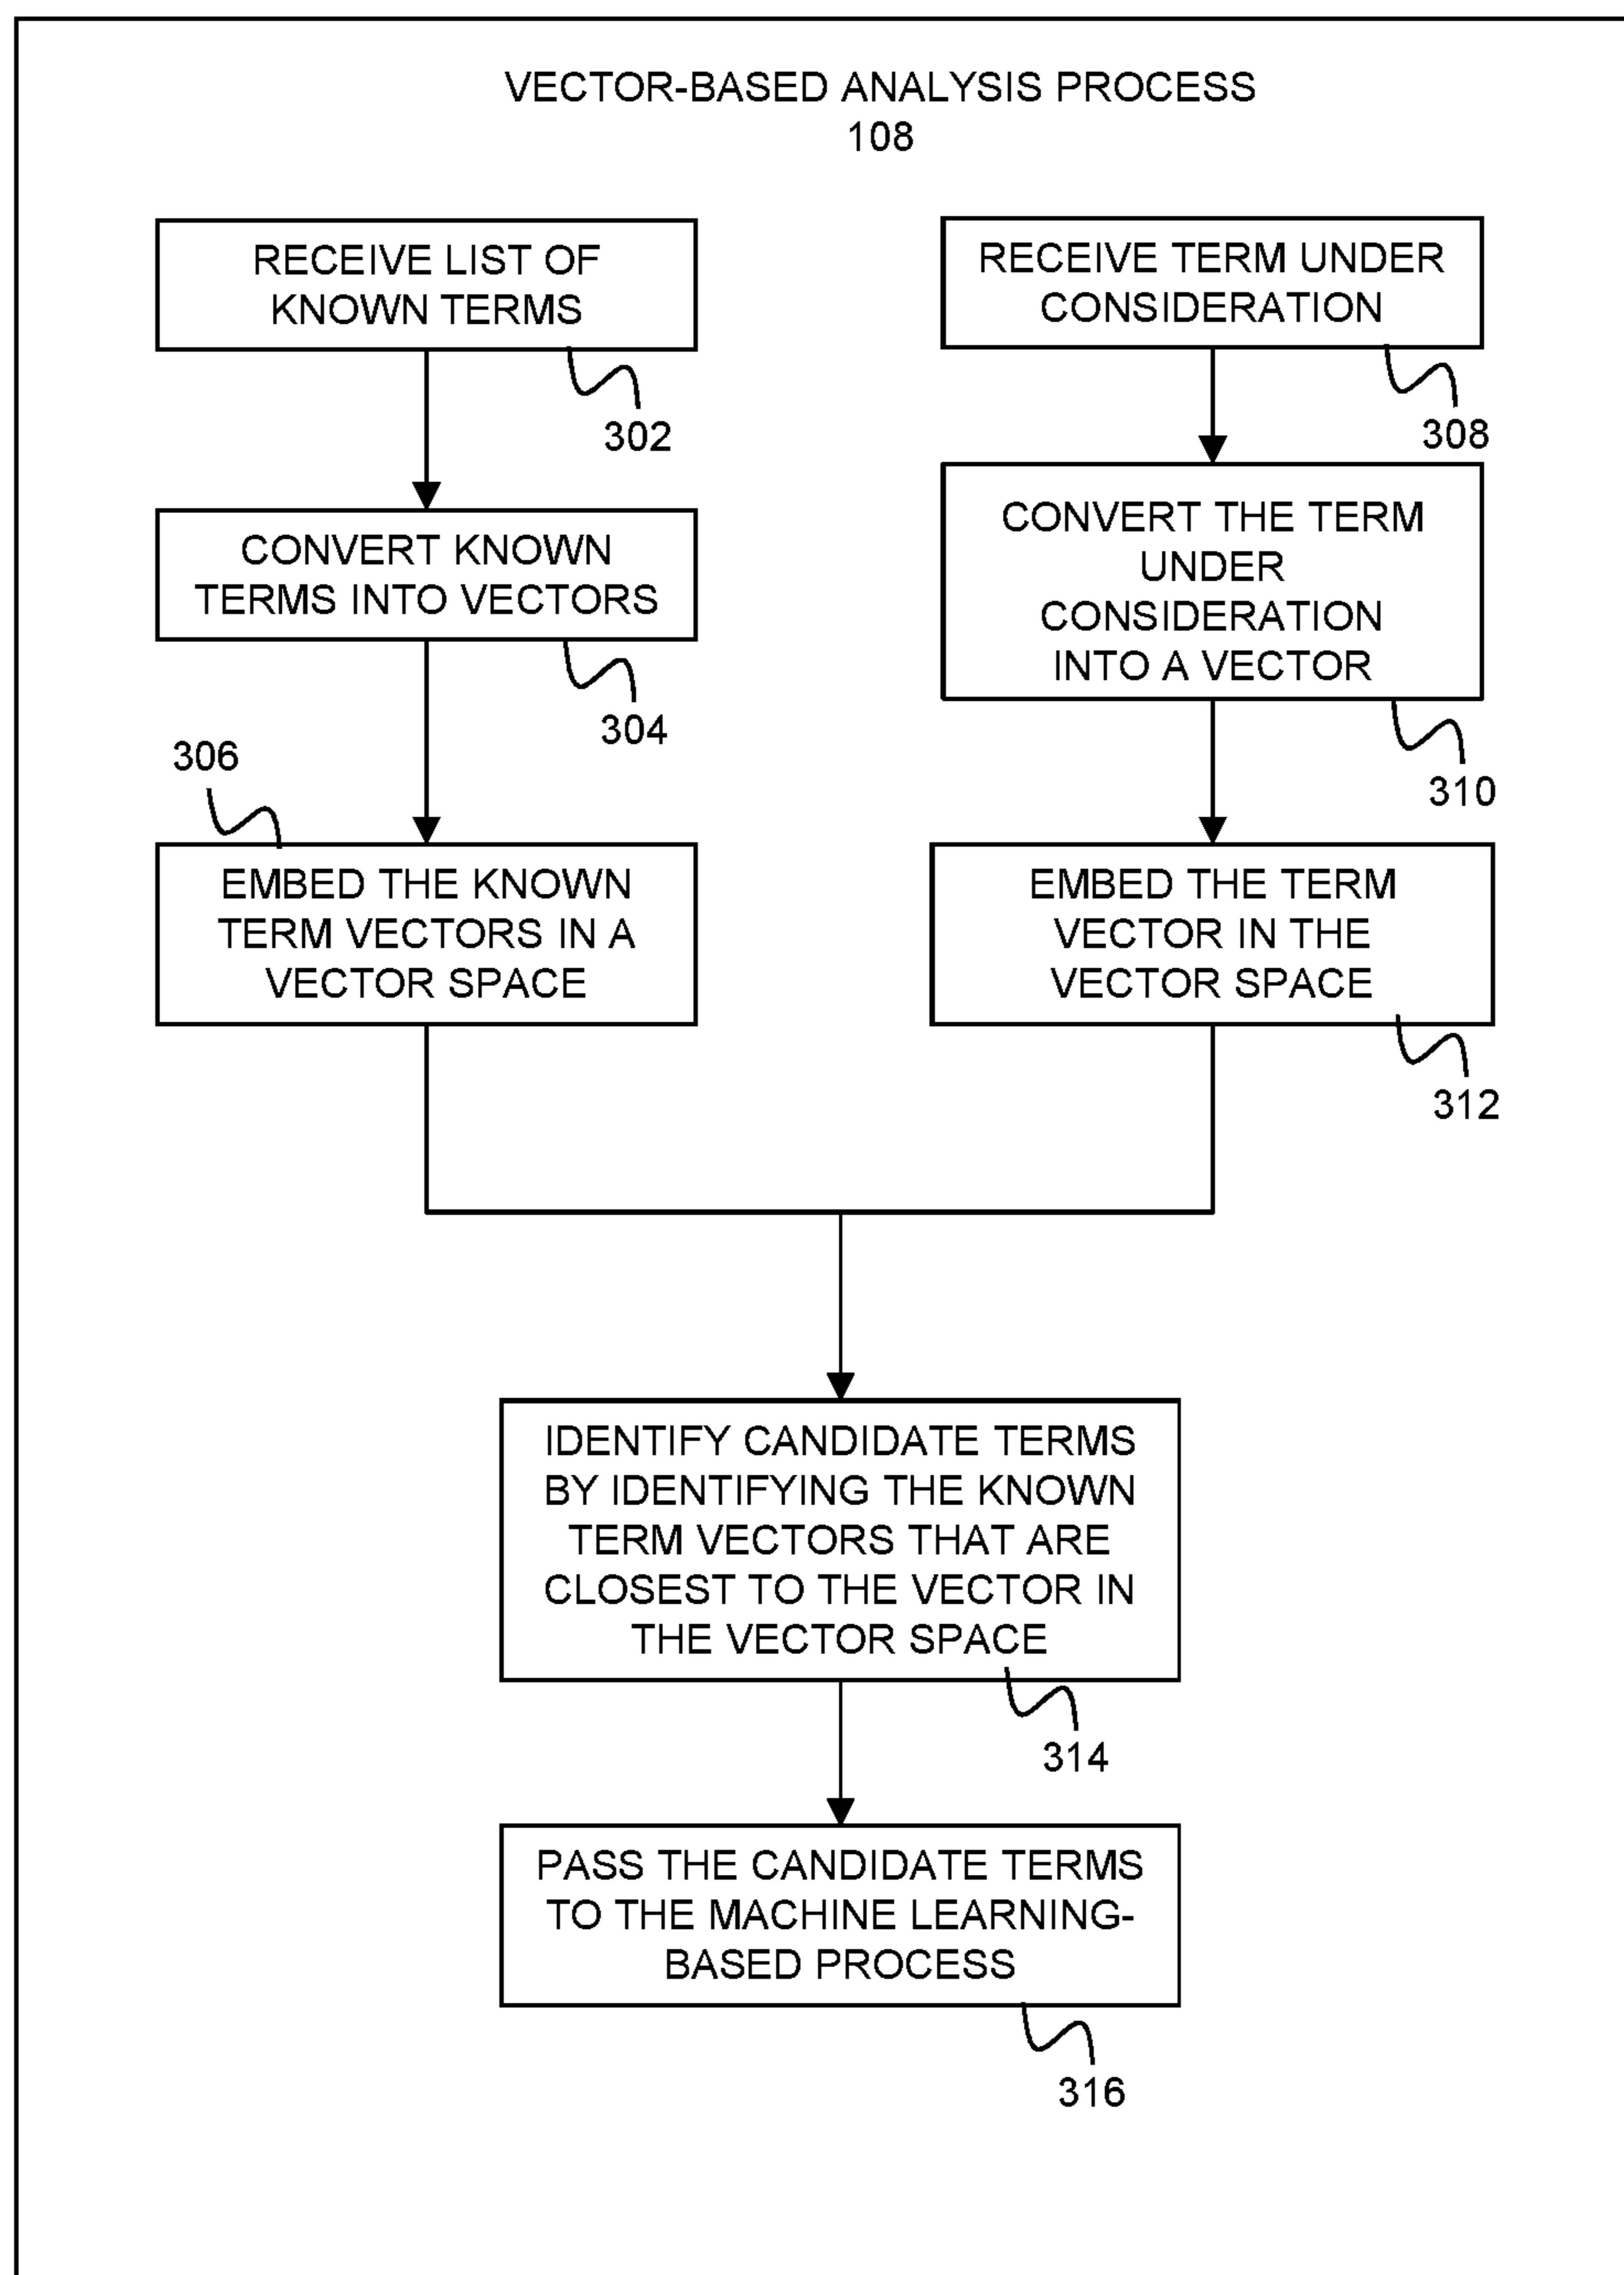 VECTOR-BASED ANALYSIS PROCESS
108
RECEIVE LIST OF
KNOWN TERMS
302
CONVERT KNOWN
TERMS INTO VECTORS
304
306
EMBED THE KNOWN
TERM VECTORS IN A
VECTOR SPACE
RECEIVE TERM UNDER
CONSIDERATION
308
CONVERT THE TERM
UNDER
CONSIDERATION
INTO A VECTOR
310
EMBED THE TERM
VECTOR IN THE
VECTOR SPACE
312
IDENTIFY CANDIDATE TERMS
BY IDENTIFYING THE KNOWN
TERM VECTORS THAT ARE
CLOSEST TO THE VECTOR IN
THE VECTOR SPACE
314
PASS THE CANDIDATE TERMS
TO THE MACHINE LEARNING-
BASED PROCESS
316